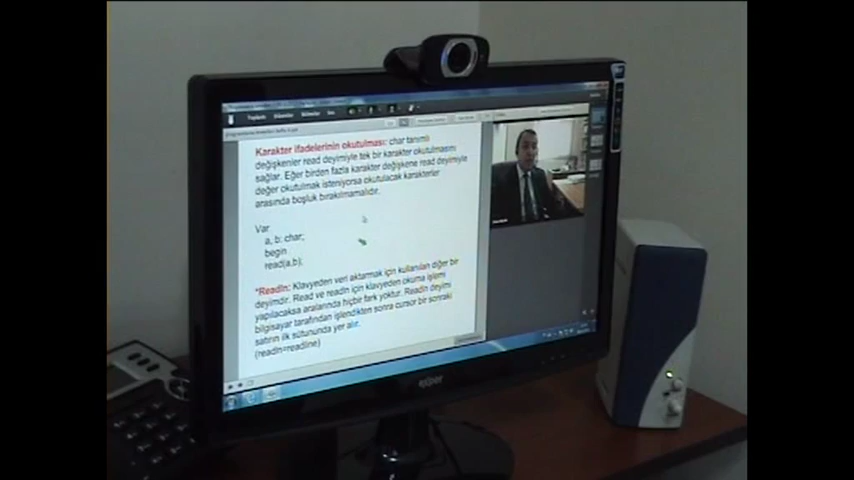 Karakter ifadelerinin okutulması: char tanımlı
değişkenler read deyimiyle tek bir karakter okutulmasını
sağlar. Eğer birden fazla karakter değişkene read deyimiyle
değer okutulmak isteniyorsa okutulacak karakterler
arasında boşluk bırakılmamalıdır.
Var
a, b: char;
begin
read(a,b);
*Readln: Klavyeden veri aktarmak için kullanılan diğer bir
deyimdir. Read ve readln için klavyeden okuma işlemi
yapılacaksa aralarında hiçbir fark yoktur. Readln deyimi
bilgisayar tarafından işlendikten sonra cursor bir sonraki
satırın ilk sütununda yer alır.
(readln=readline)